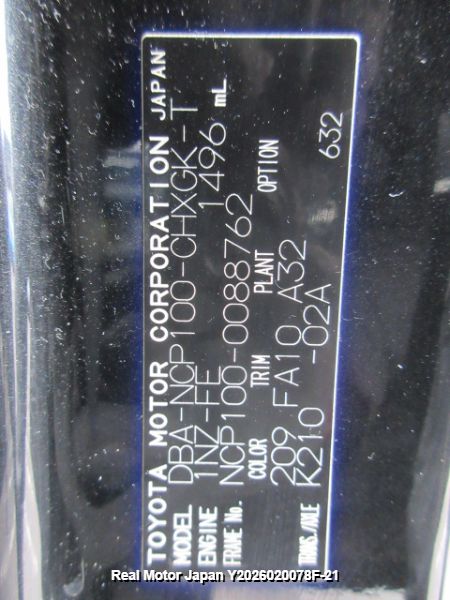 TOYOTA MOTOR CORPORATION JAPAN
MODEL DBA-NCP100-CHXGK-T
ENGINE 1NZ-FE 1496 mL
FRAME No. NCP100-0088762
COLOR TRIM PLANT OPTION
209 FA10 A32
TRANS./AXLE K210 -02A 632
Real Motor Japan Y2026020078F-21